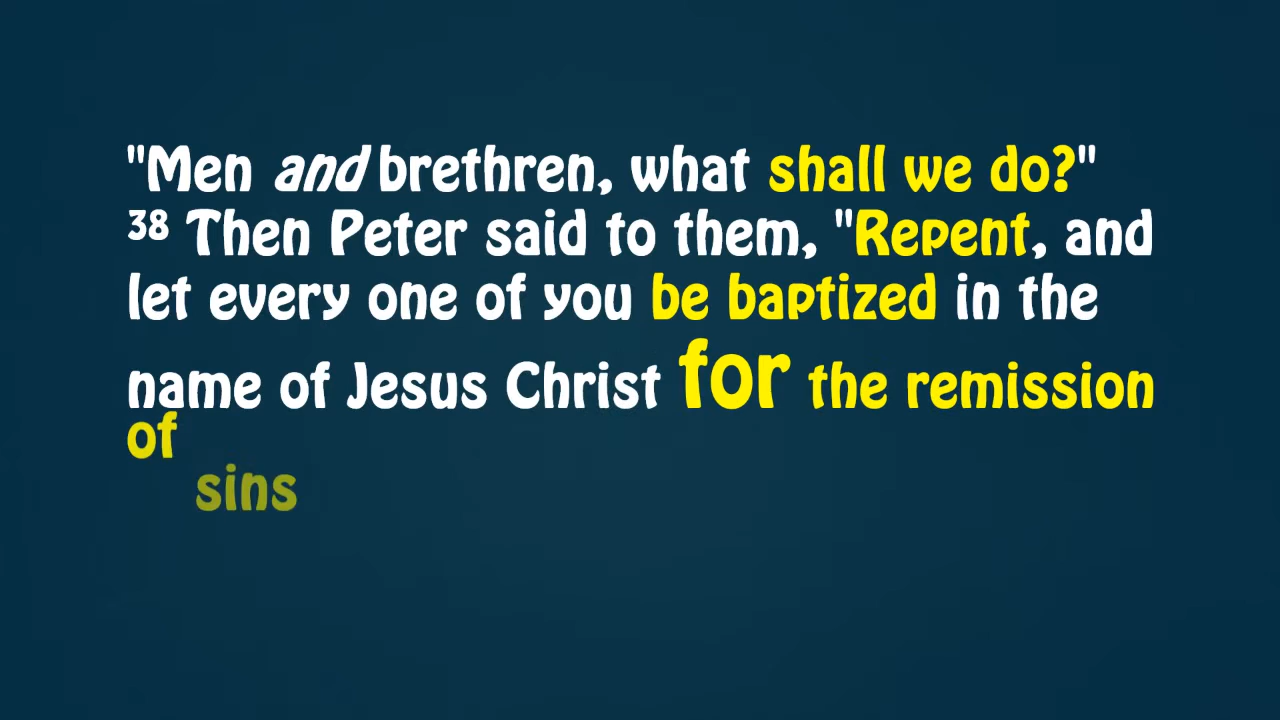 "Men and brethren, what shall we do?"
38 Then Peter said to them, "Repent, and
let every one of you be baptized in the
name of Jesus Christ for the remission
of
sins